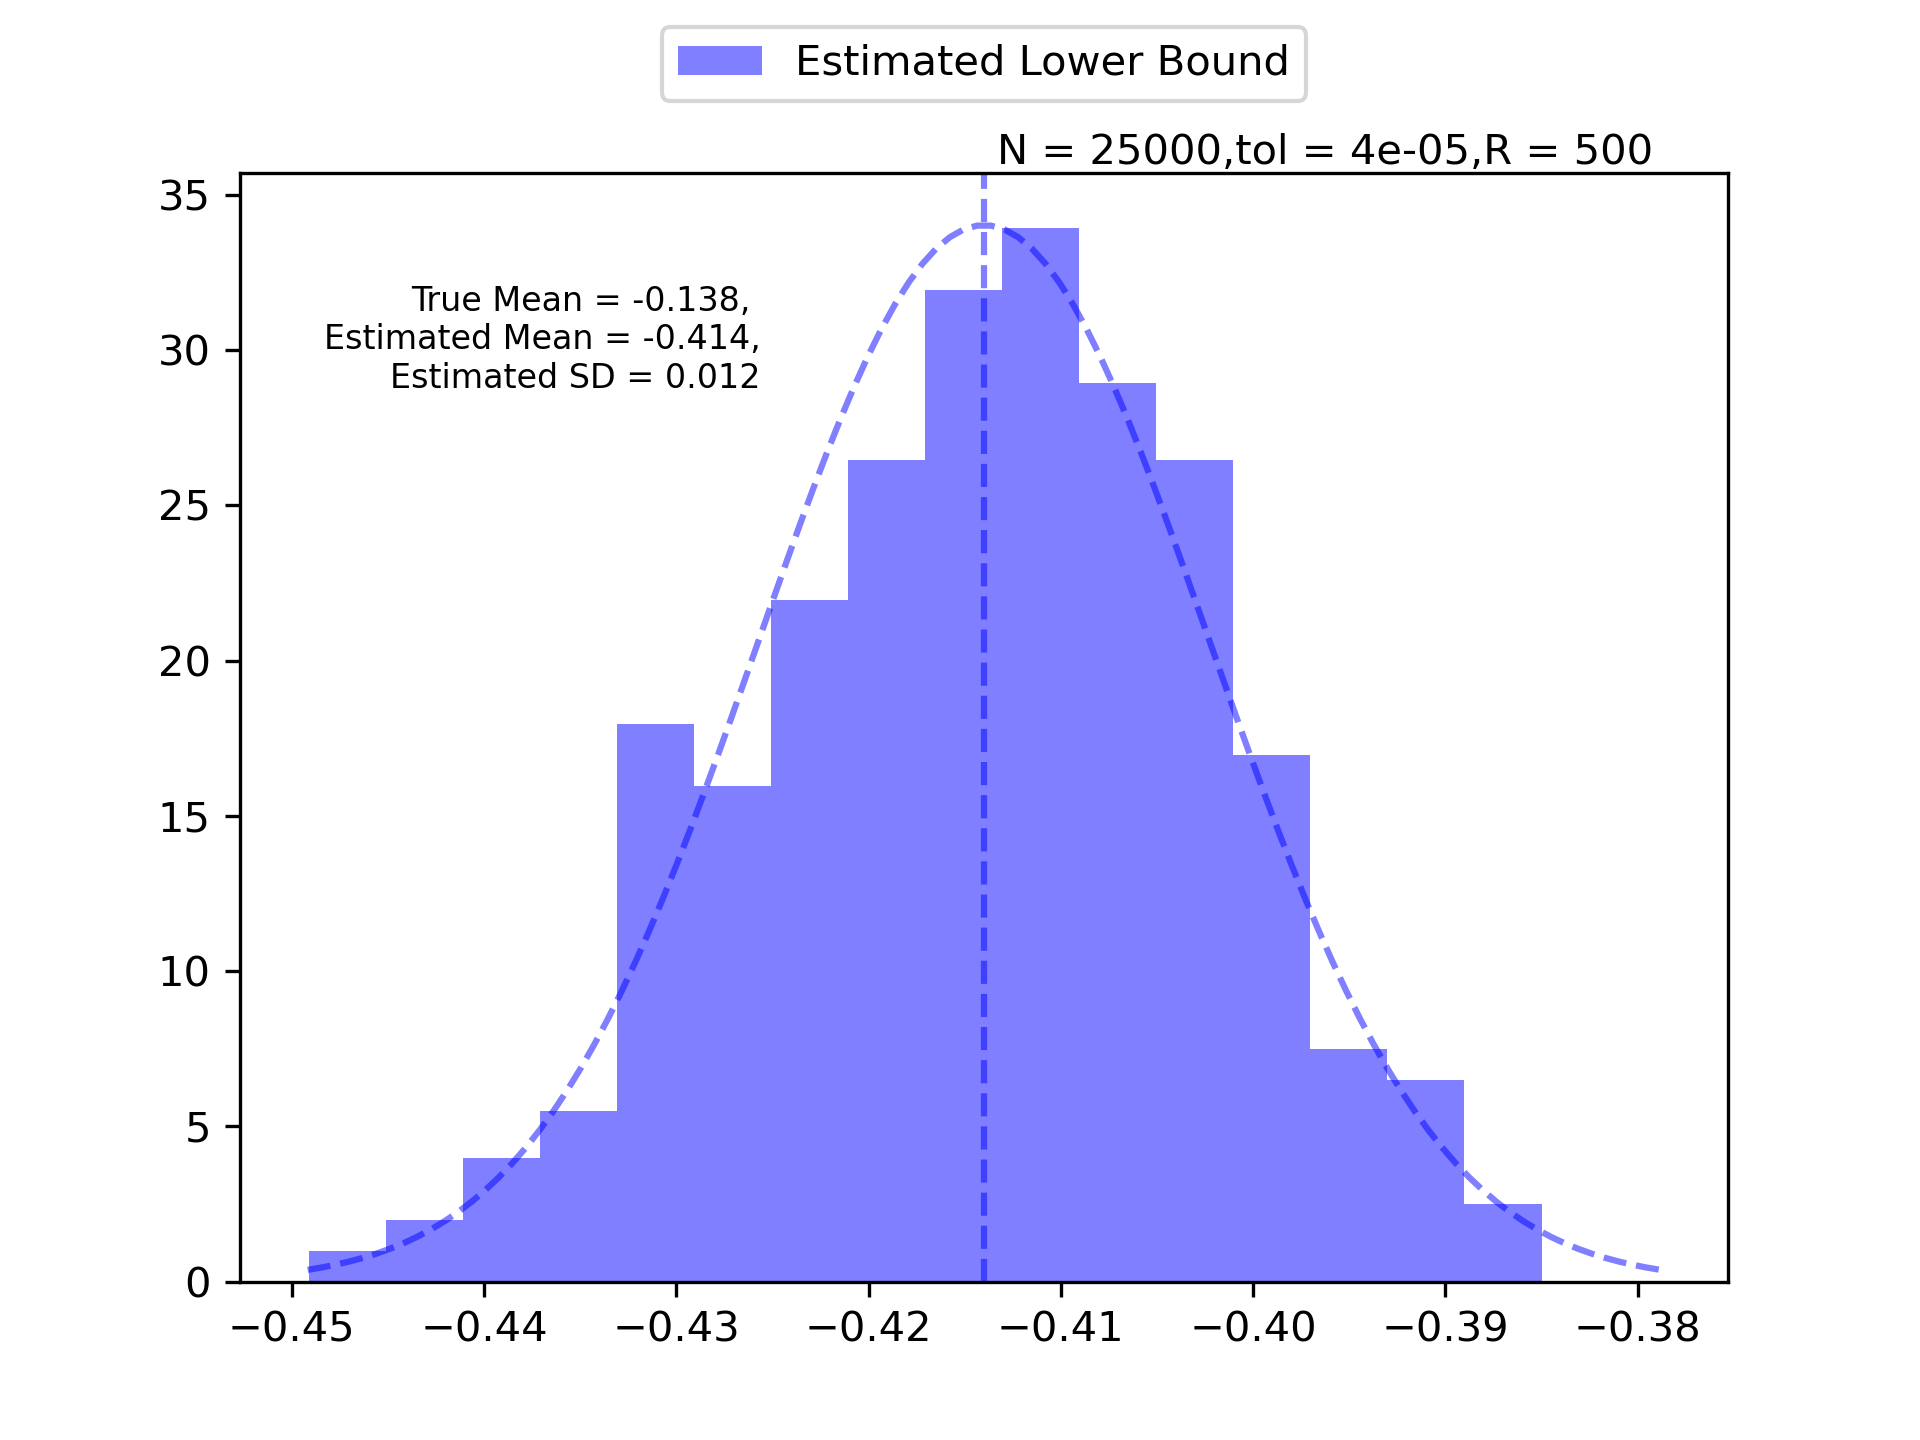 Estimated Lower Bound
N = 25000,tol = 4e-05,R = 500
True Mean = -0.138,
Estimated Mean = -0.414,
Estimated SD = 0.012
35
30
25
20
15
10
5
0
−0.45 −0.44 −0.43 −0.42 −0.41 −0.40 −0.39 −0.38